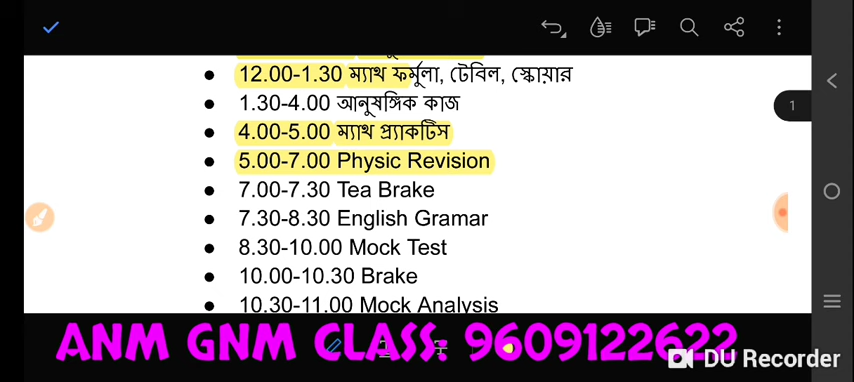 12.00-1.30 ম্যাথ ফর্মুলা, টেবিল, স্কোয়ার
1
1.30-4.00 আনুষঙ্গিক কাজ
4.00-5.00 ম্যাথ প্র্যাকটিস
5.00-7.00 Physic Revision
7.00-7.30 Tea Brake
7.30-8.30 English Gramar
8.30-10.00 Mock Test
10.00-10.30 Brake
10.30-11.00 Mock Analysis
ANM GNM CLASS: 9609122622
DU Recorder